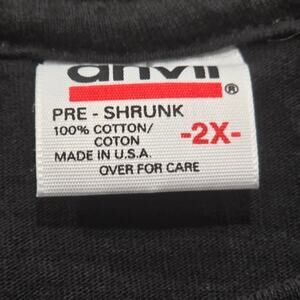 anvil®
PRE - SHRUNK
100% COTTON/
COTON
-2X-
MADE IN U.S.A.
OVER FOR CARE